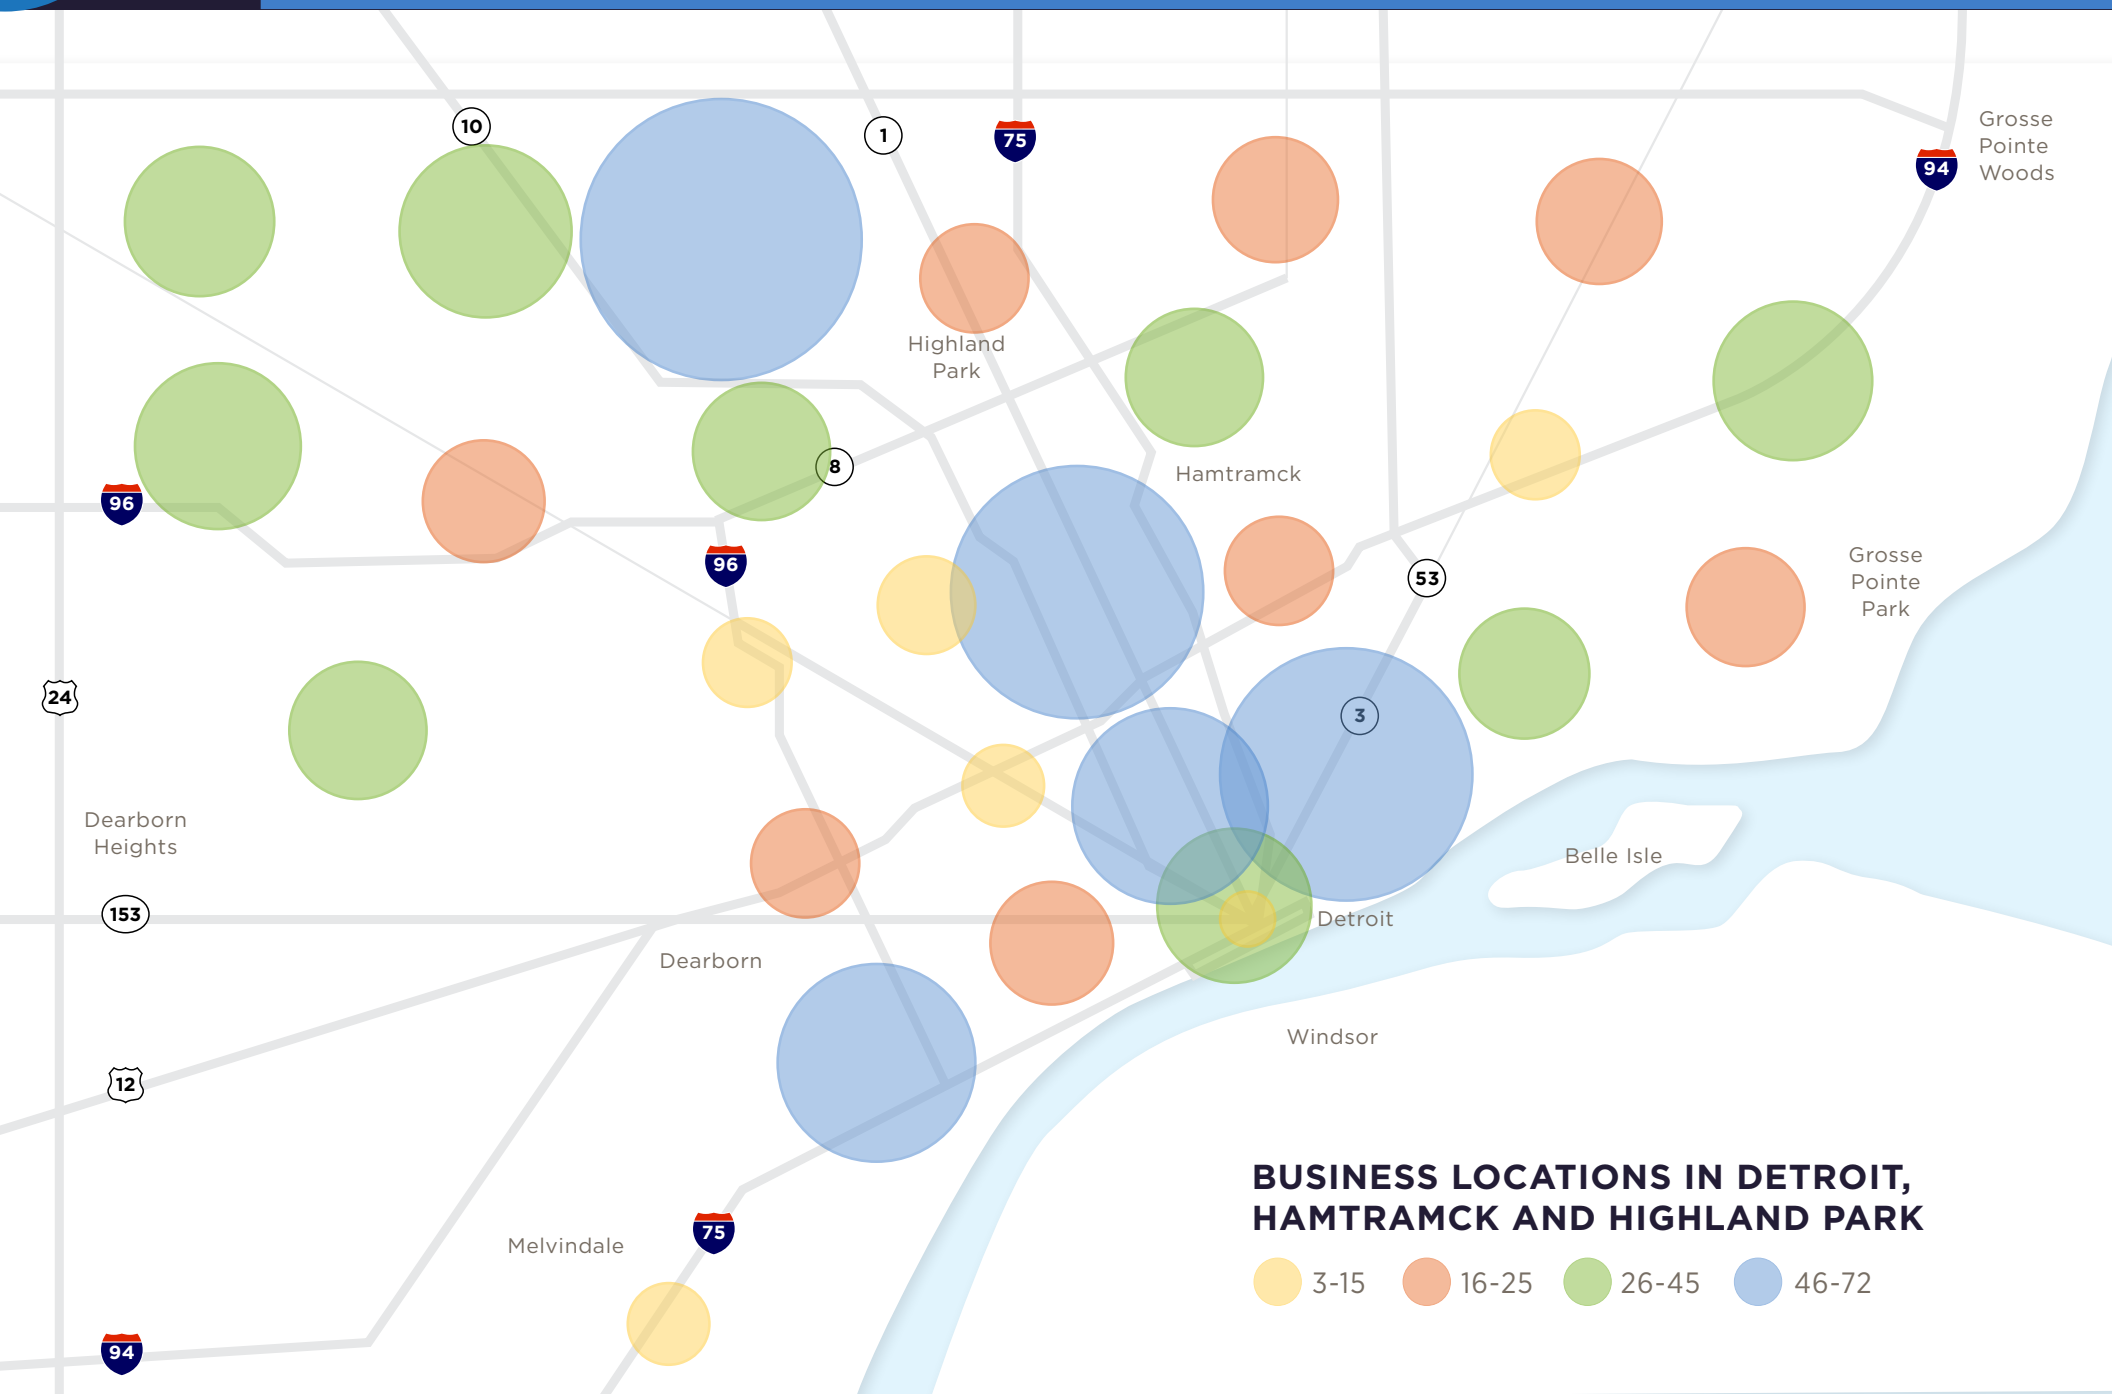 10
1
75
94
Grosse
Pointe
Woods
Highland
Park
8
Hamtramck
96
96
53
Grosse
Pointe
Park
24
3
Dearborn
Heights
Belle Isle
153
Detroit
Dearborn
Windsor
12
75
Melvindale
94
BUSINESS LOCATIONS IN DETROIT,
HAMTRAMCK AND HIGHLAND PARK
3-15
16-25
26-45
46-72